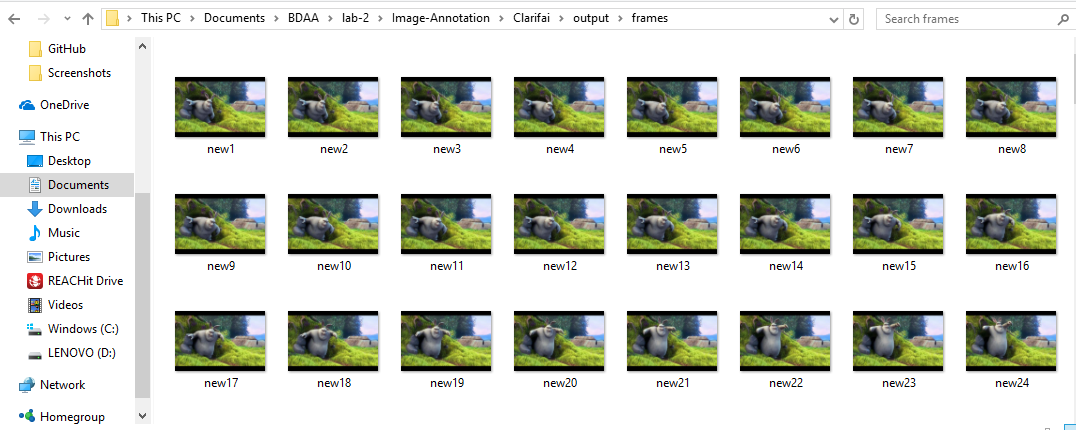 This PC > Documents > BDAA > lab-2 > Image-Annotation > Clarifai > output > frames
Search frames
GitHub
Screenshots
OneDrive
This PC
Desktop
Documents
Downloads
Music
Pictures
REACHit Drive
Videos
Windows (C:)
LENOVO (D:)
Network
Homegroup
new1 new2 new3 new4 new5 new6 new7 new8
new9 new10 new11 new12 new13 new14 new15 new16
new17 new18 new19 new20 new21 new22 new23 new24